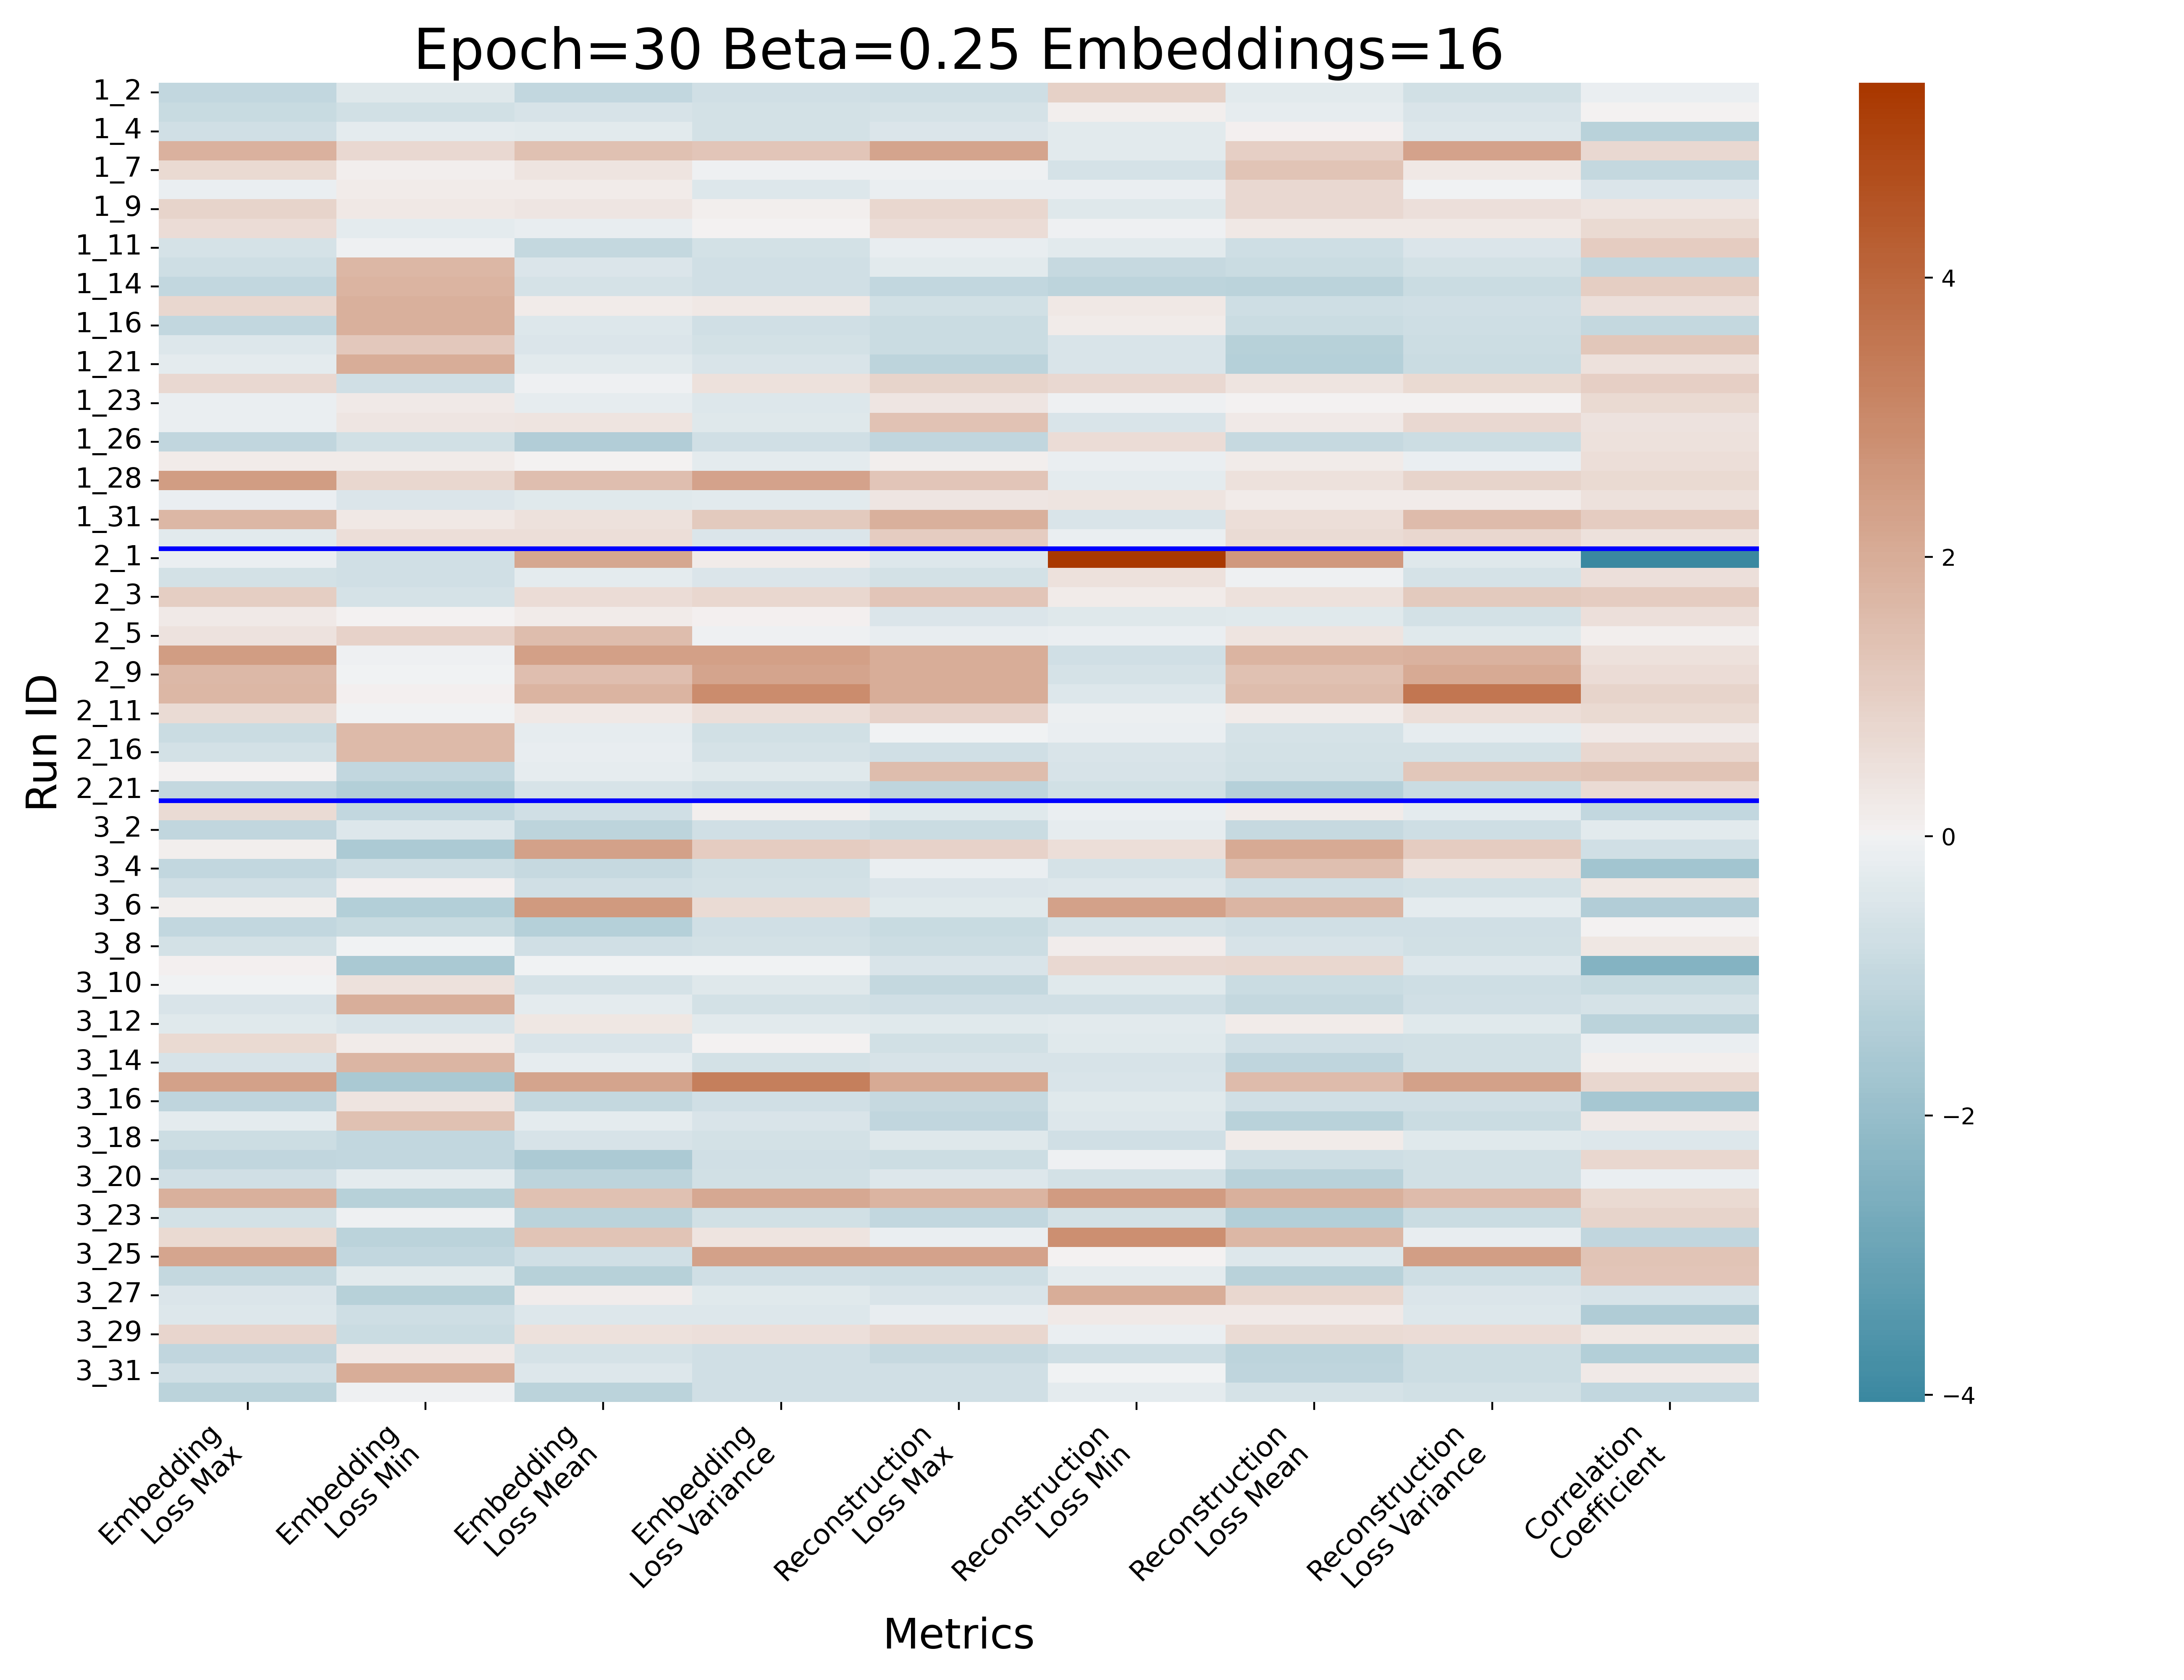 Epoch=30 Beta=0.25 Embeddings=16
Run ID
1_2
1_4
1_7
1_9
1_11
1_14
1_16
1_21
1_23
1_26
1_28
1_31
2_1
2_3
2_5
2_9
2_11
2_16
2_21
3_2
3_4
3_6
3_8
3_10
3_12
3_14
3_16
3_18
3_20
3_23
3_25
3_27
3_29
3_31
4
2
0
−2
−4
Embedding
Loss Max
Embedding
Loss Min
Embedding
Loss Mean
Embedding
Loss Variance
Reconstruction
Loss Max
Reconstruction
Loss Min
Reconstruction
Loss Mean
Reconstruction
Loss Variance
Correlation
Coefficient
Metrics